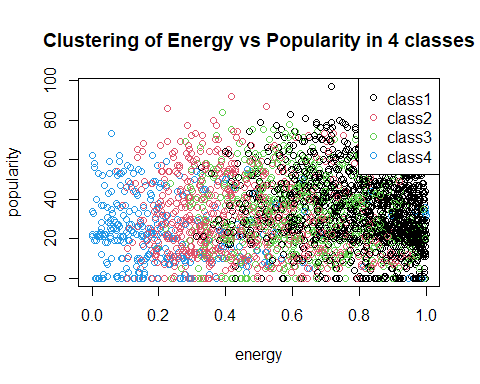 Clustering of Energy vs Popularity in 4 classes
class1
class2
class3
class4
popularity
100
80
60
40
20
0
0.0 0.2 0.4 0.6 0.8 1.0
energy